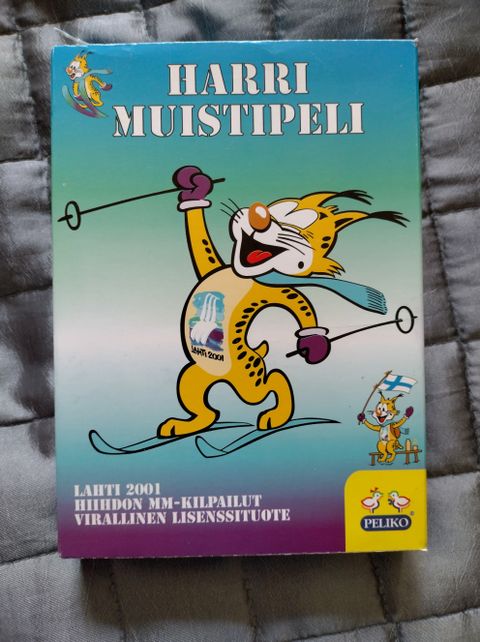 HARRI
MUISTIPELI
LAHTI 2001
LAHTI 2001
HIIHDON MM-KILPAILUT
VIRALLINEN LISENSSITUOTE
PELIKO